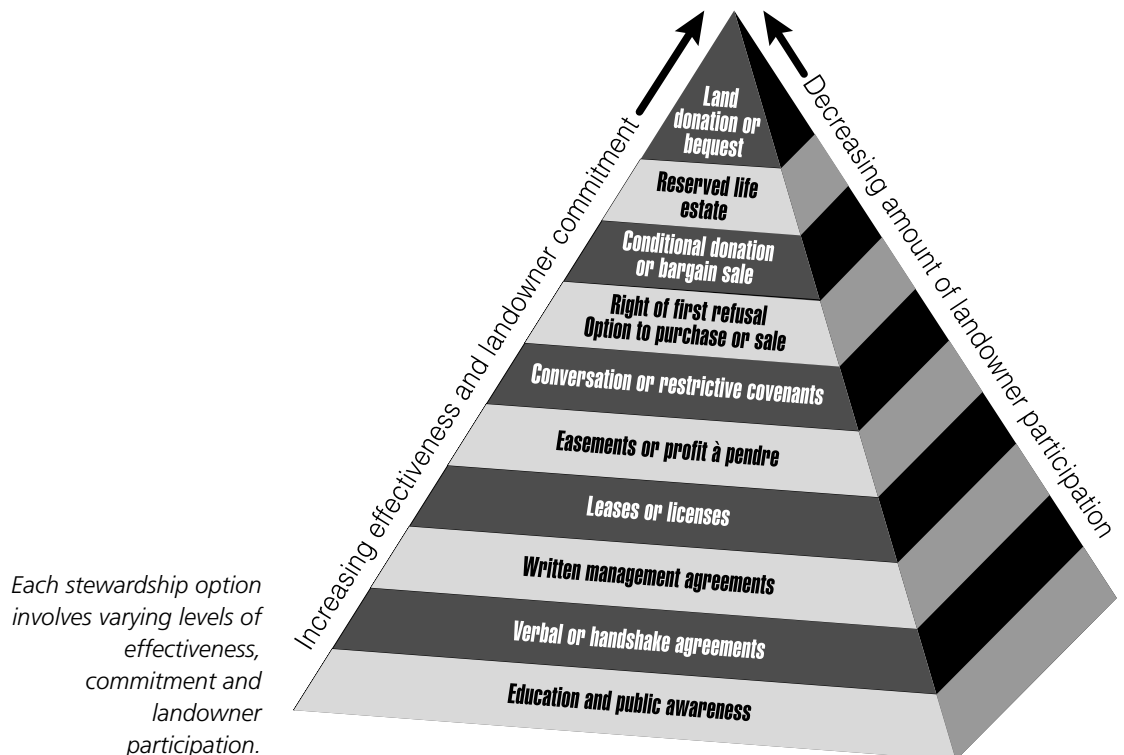 Increasing effectiveness and landowner commitment
Decreasing amount of landowner participation
Land
donation or
bequest
Reserved life
estate
Conditional donation
or bargain sale
Right of first refusal
Option to purchase or sale
Conversation or restrictive covenants
Easements or profit à pendre
Leases or licenses
Written management agreements
Verbal or handshake agreements
Education and public awareness
Each stewardship option
involves varying levels of
effectiveness,
commitment and
landowner
participation.